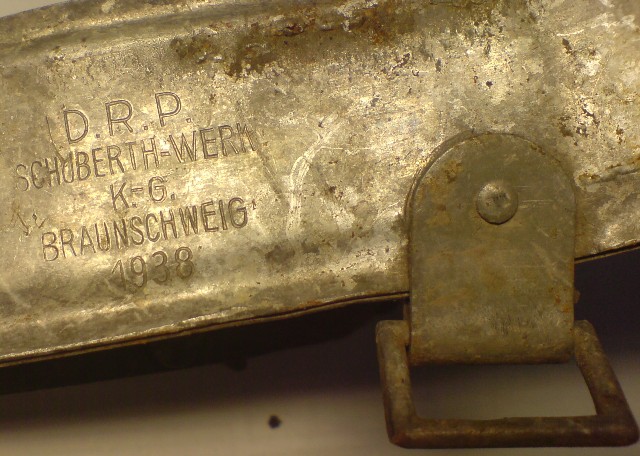 D.R.P.
SCHUBERTH-WERK
K.-G.
BRAUNSCHWEIG
1938